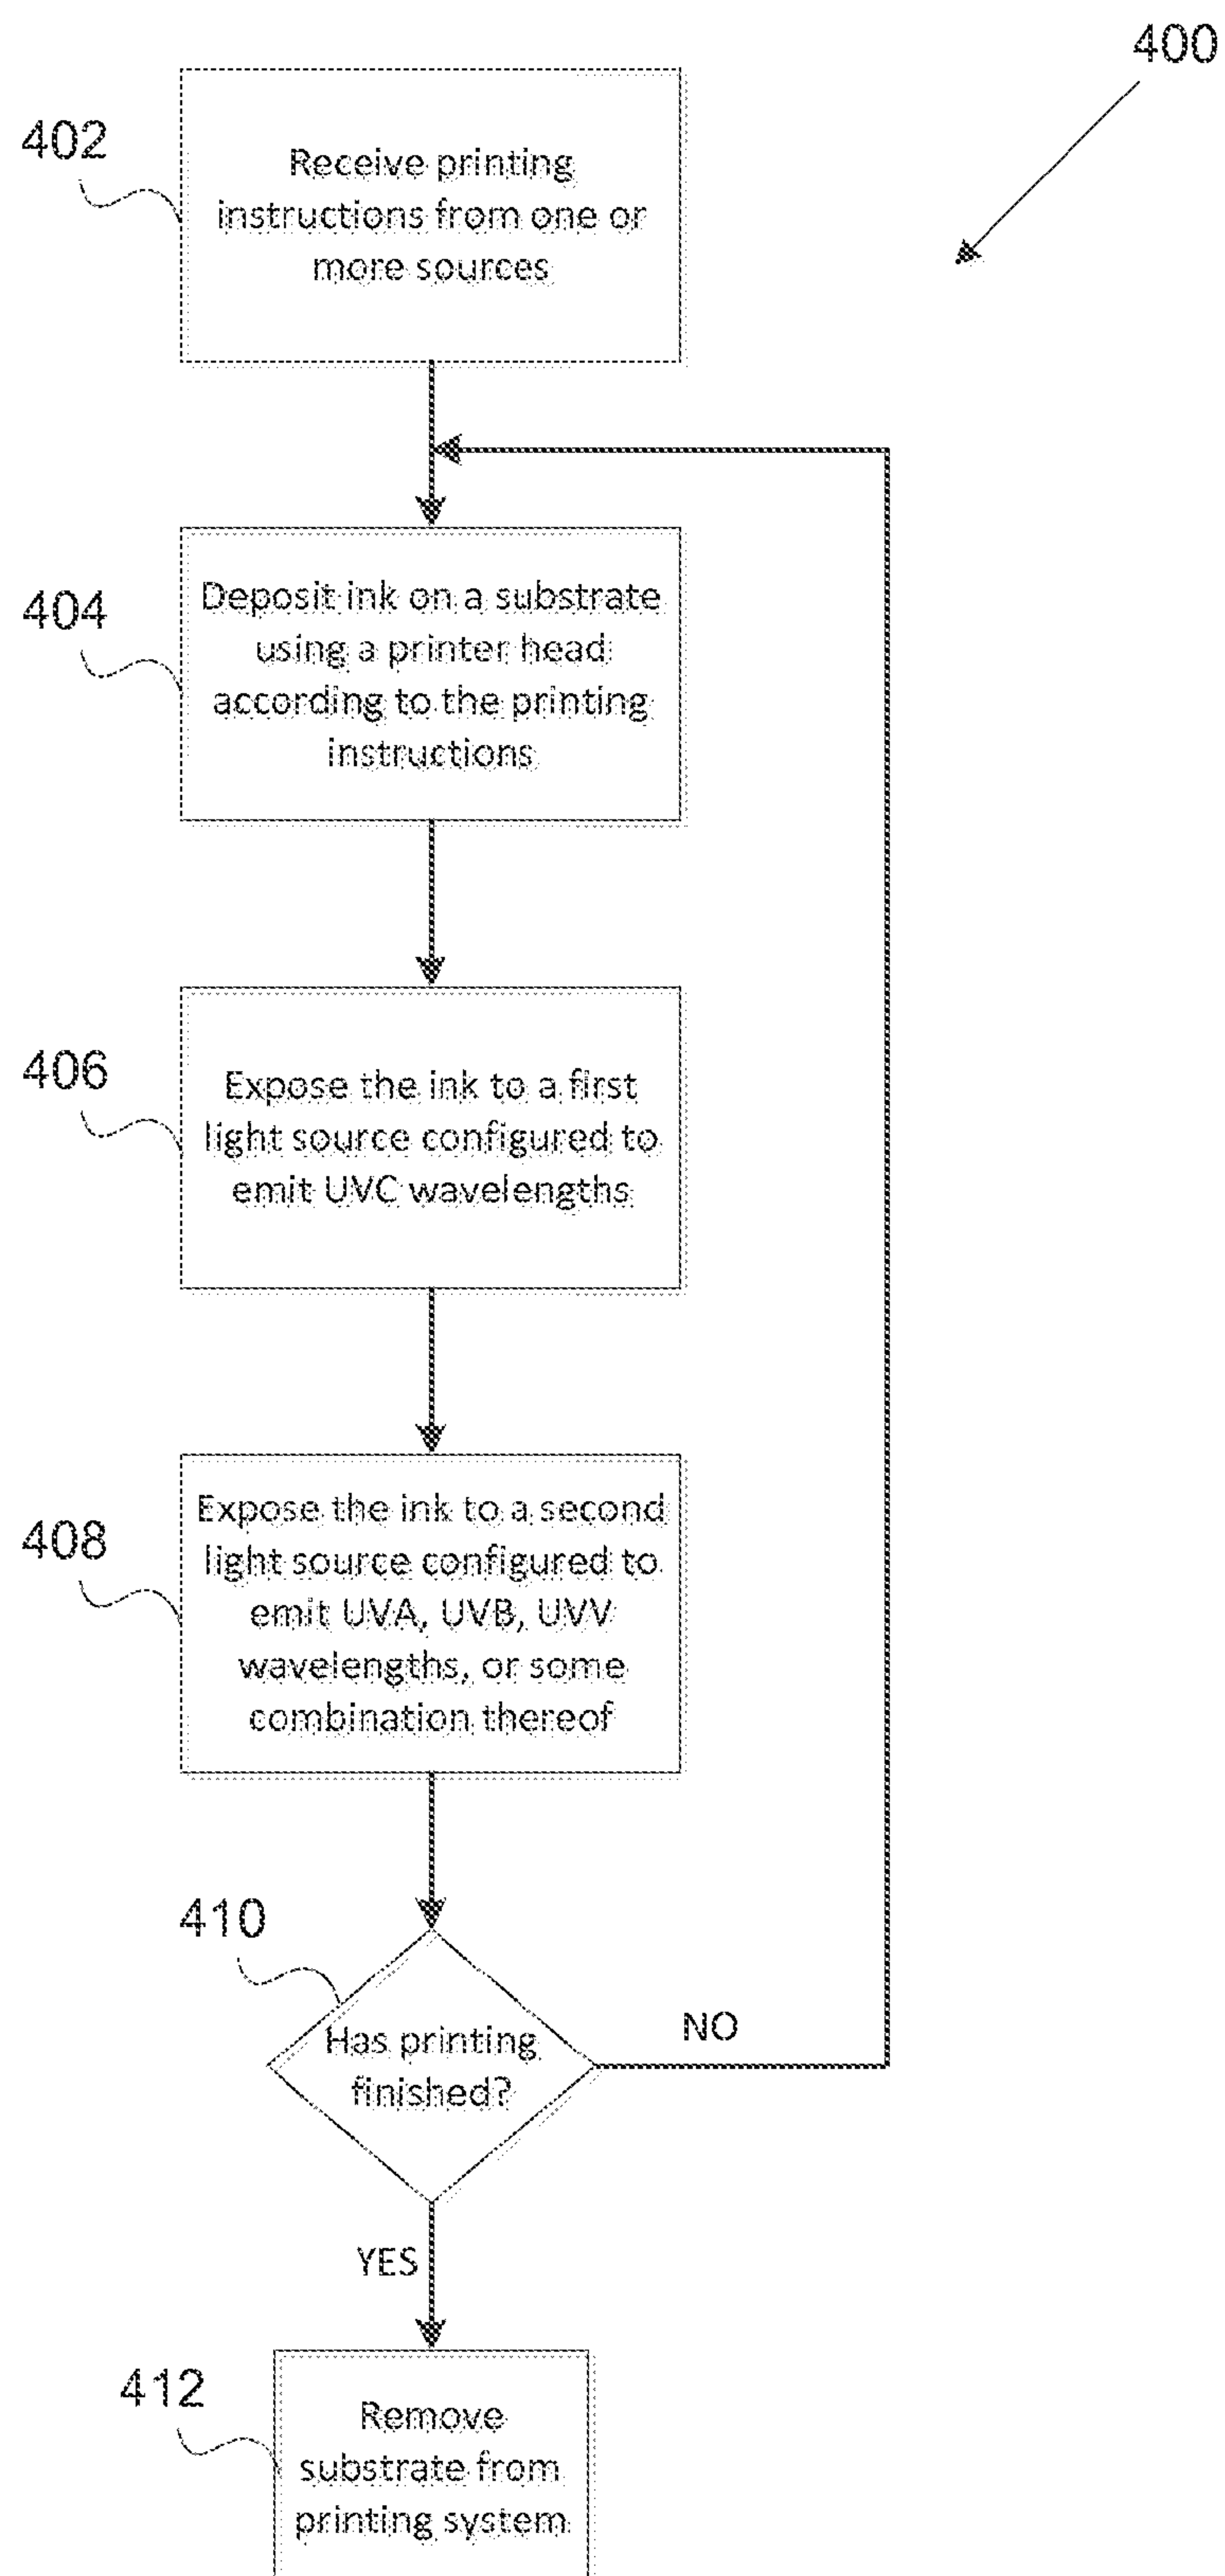 400
402
Receive printing
instructions from one or
more sources
404
Deposit ink on a substrate
using a printer head
according to the printing
instructions
406
Expose the ink to a first
light source configured to
emit UVC wavelengths
408
Expose the ink to a second
light source configured to
emit UVA, UVB, UVV
wavelengths, or some
combination thereof
410
Has printing
finished?
NO
YES
412
Remove
substrate from
printing system